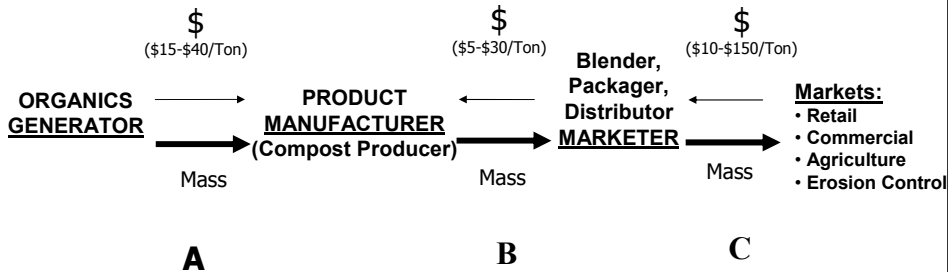 $
($15-$40/Ton)
$
($5-$30/Ton)
$
($10-$150/Ton)
ORGANICS
GENERATOR
PRODUCT
MANUFACTURER
(Compost Producer)
Blender,
Packager,
Distributor
MARKETER
Markets:
• Retail
• Commercial
• Agriculture
• Erosion Control
Mass
Mass
Mass
A
B
C